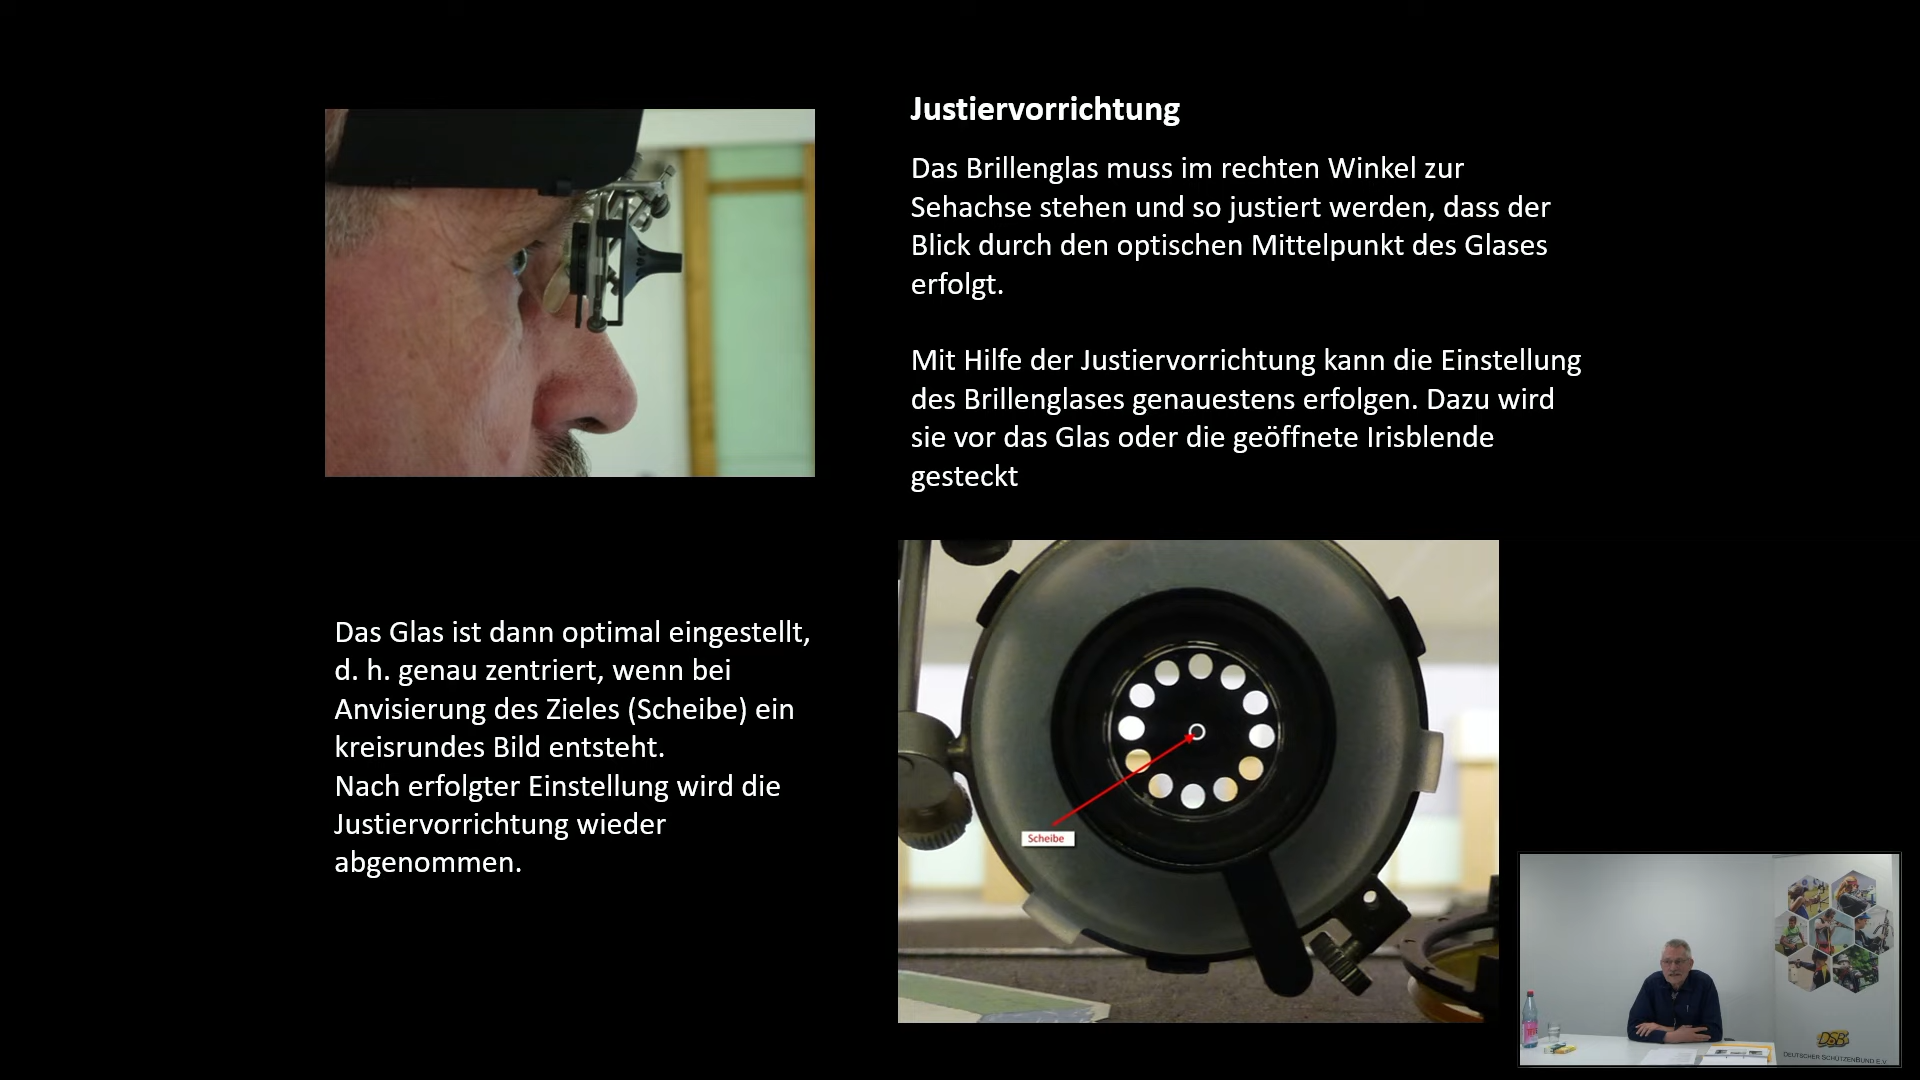 Justiervorrichtung
Das Brillenglas muss im rechten Winkel zur
Sehachse stehen und so justiert werden, dass der
Blick durch den optischen Mittelpunkt des Glases
erfolgt.
Mit Hilfe der Justiervorrichtung kann die Einstellung
des Brillenglases genauestens erfolgen. Dazu wird
sie vor das Glas oder die geöffnete Irisblende
gesteckt
Das Glas ist dann optimal eingestellt,
d. h. genau zentriert, wenn bei
Anvisierung des Zieles (Scheibe) ein
kreisrundes Bild entsteht.
Nach erfolgter Einstellung wird die
Justiervorrichtung wieder
abgenommen.
Scheibe
DSB
DEUTSCHER SCHÜTZENBUND E.V.